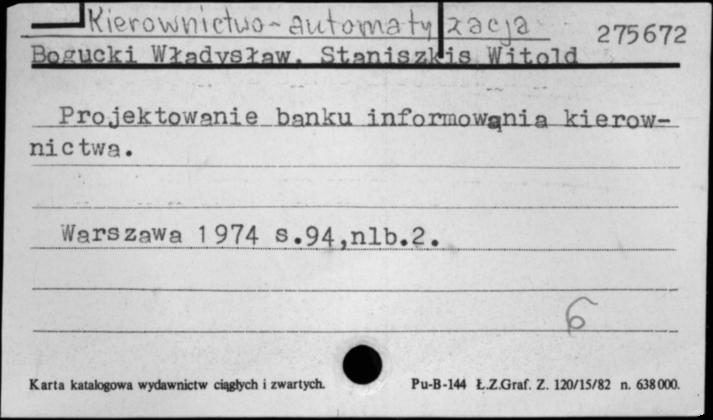 Kierownictwo - automatyzacja
275672
Bogucki Władysław, Staniszkis Witold
Projektowanie banku informowania kierow-
nictwa.
Warszawa 1974 s.94,nlb.2.
6
Karta katalogowa wydawnictw ciągłych i zwartych. Pu-B-144 Ł.Z.Graf. Z. 120/15/82 n. 638000.